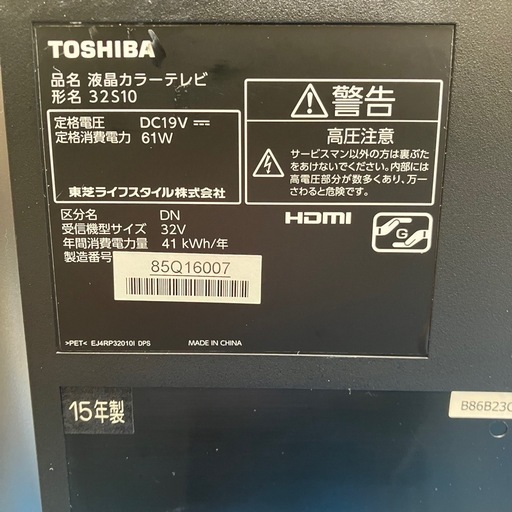 TOSHIBA
品名 液晶カラーテレビ
形名 32S10
定格電圧 DC19V ⎓
定格消費電力 61W
東芝ライフスタイル株式会社
区分名 DN
受信機型サイズ 32V
年間消費電力量 41 kWh/年
製造番号
85Q16007
>PET< EJ4RP32010I DPS
MADE IN CHINA
警告
高圧注意
サービスマン以外の方は裏ぶた
をあけないでください。内部には
高電圧部分が数多くあり、万一
さわると危険です。
HDMI
G
15年製
B86B23C